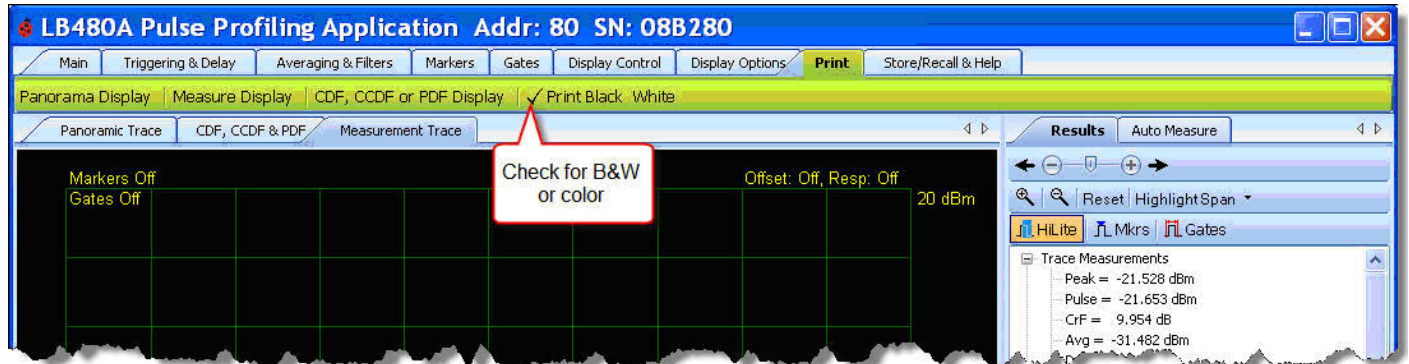 LB480A Pulse Profiling Application Addr: 80 SN: 08B280
Main Triggering & Delay Averaging & Filters Markers Gates Display Control Display Options Print Store/Recall & Help
Panorama Display Measure Display CDF, CCDF or PDF Display Print Black White
Panoramic Trace CDF, CCDF & PDF Measurement Trace
Results Auto Measure
Check for B&W
or color
Markers Off
Gates Off
Offset: Off, Resp: Off
20 dBm
Reset Highlight Span
HiLite Mkrs Gates
Trace Measurements
Peak = -21.528 dBm
Pulse = -21.653 dBm
CrF = 9.954 dB
Avg = -31.482 dBm